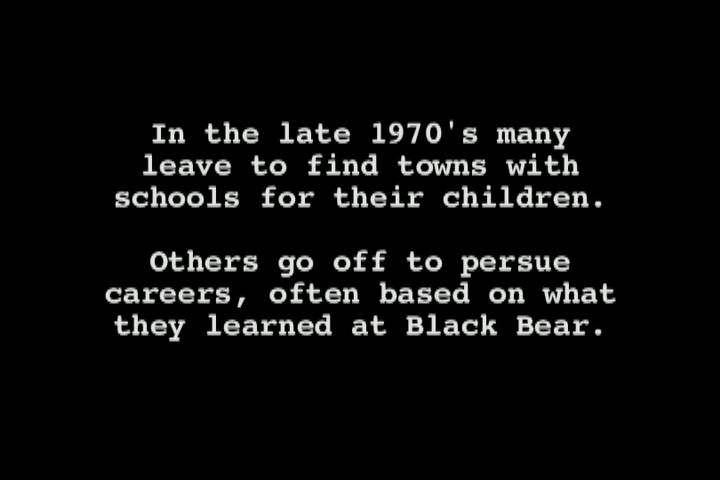 In the late 1970's many
leave to find towns with
schools for their children.
Others go off to persue
careers, often based on what
they learned at Black Bear.